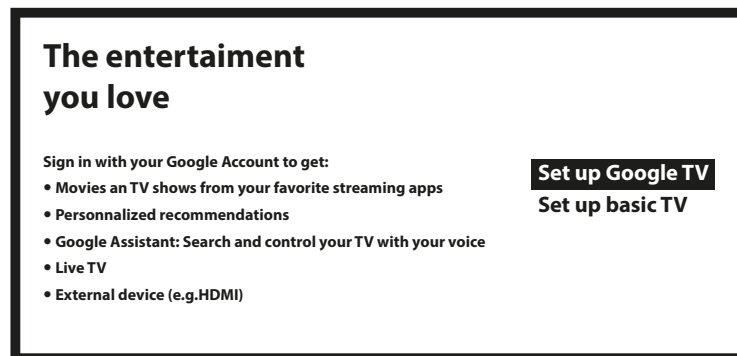 The entertaiment
you love
Sign in with your Google Account to get:
• Movies an TV shows from your favorite streaming apps
• Personnalized recommendations
• Google Assistant: Search and control your TV with your voice
• Live TV
• External device (e.g.HDMI)
Set up Google TV
Set up basic TV